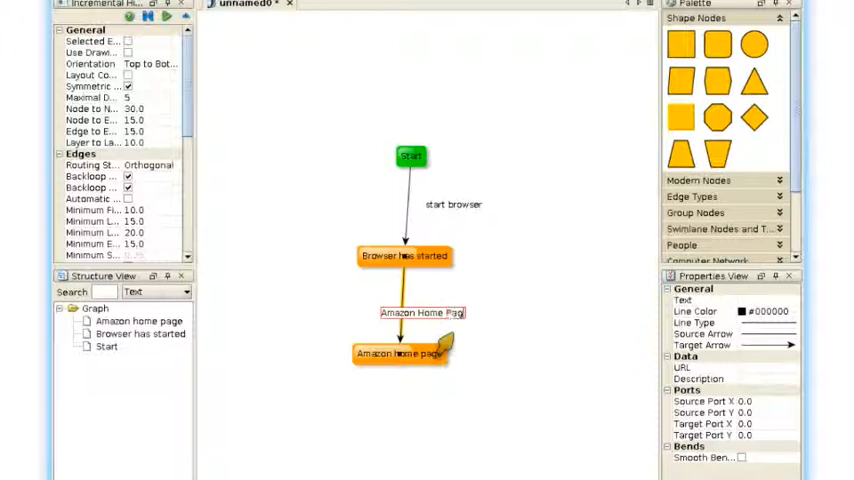 Incremental Hi...
unnamed0 *
Palette
General
Selected E...
Use Drawi...
Orientation Top to Bot...
Layout Co...
Symmetric ...
Maximal D... 5
Node to N... 30.0
Node to E... 15.0
Edge to E... 15.0
Layer to La... 10.0
Edges
Routing St... Orthogonal
Backloop ...
Backloop ...
Automatic ...
Minimum Fi... 10.0
Minimum L... 15.0
Minimum L... 20.0
Minimum E... 15.0
Minimum S...
Structure View
Search Text
Graph
Amazon home page
Browser has started
Start
Start
start browser
Browser has started
Amazon Home Pag
Amazon home page
Shape Nodes
Modern Nodes
Edge Types
Group Nodes
Swimlane Nodes and T...
People
Computer Network
Properties View
General
Text
Line Color #000000
Line Type
Source Arrow
Target Arrow
Data
URL
Description
Ports
Source Port X 0.0
Source Port Y 0.0
Target Port X 0.0
Target Port Y 0.0
Bends
Smooth Ben...